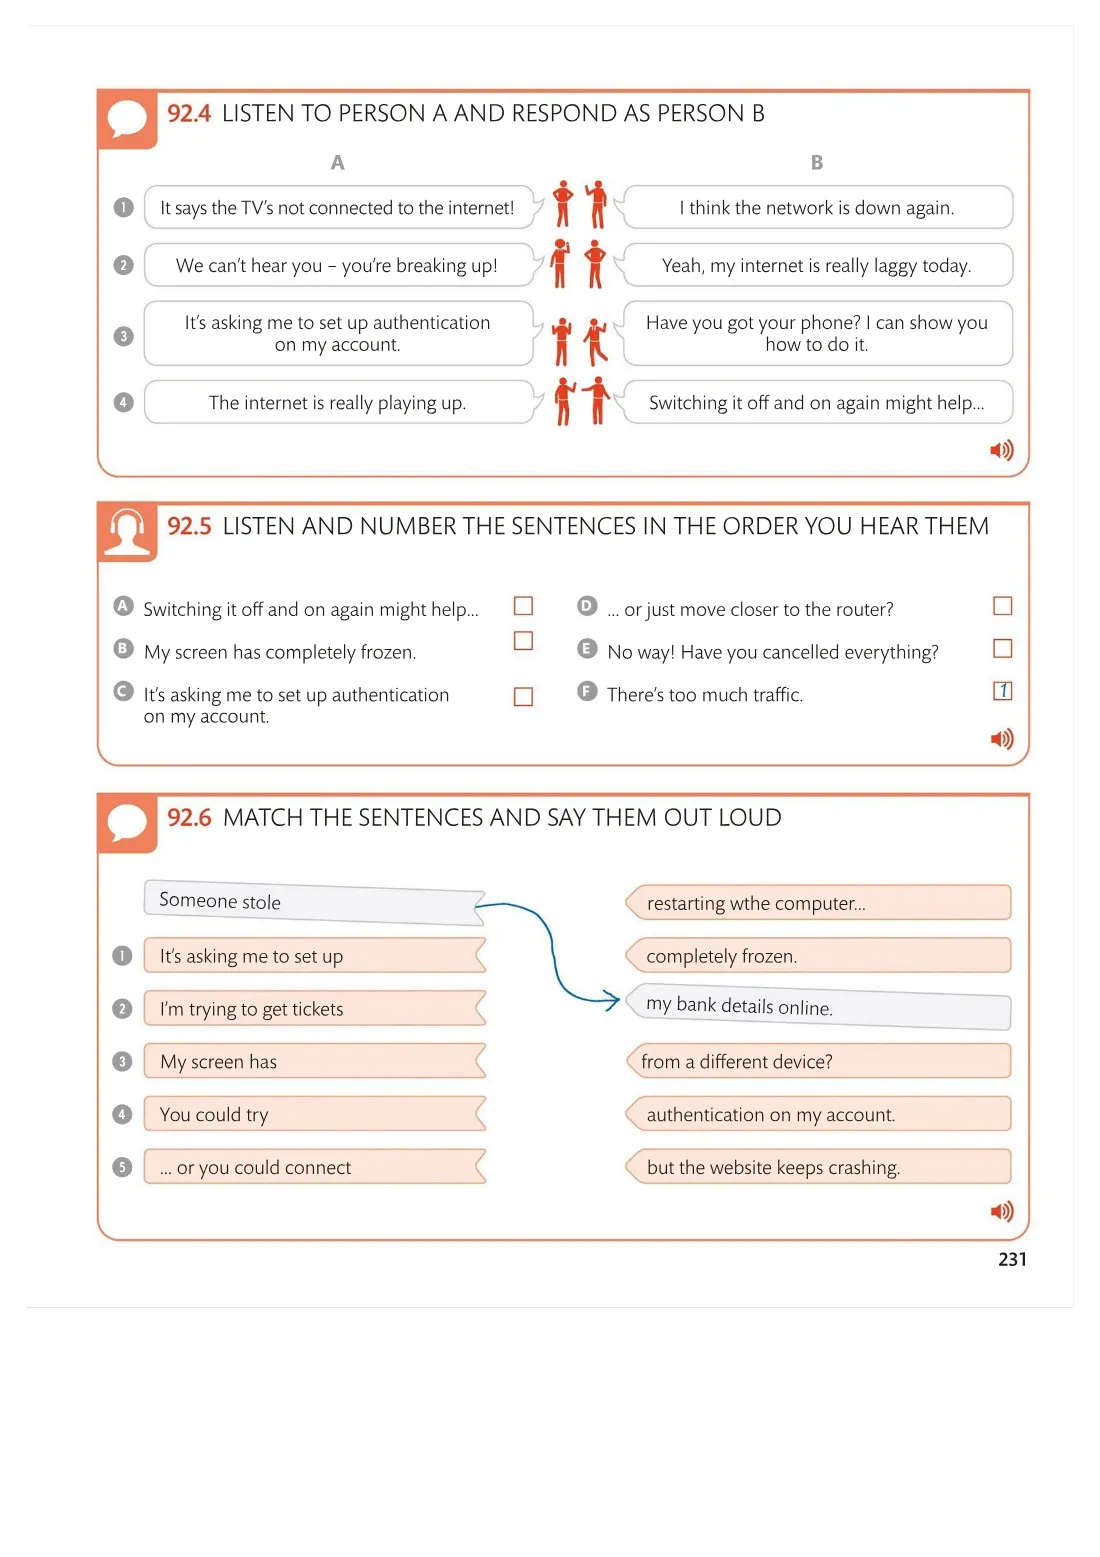 92.4 LISTEN TO PERSON A AND RESPOND AS PERSON B
A
B
1 It says the TV’s not connected to the internet!
I think the network is down again.
2 We can’t hear you – you’re breaking up!
Yeah, my internet is really laggy today.
3 It’s asking me to set up authentication
on my account.
Have you got your phone? I can show you
how to do it.
4 The internet is really playing up.
Switching it off and on again might help...
92.5 LISTEN AND NUMBER THE SENTENCES IN THE ORDER YOU HEAR THEM
A Switching it off and on again might help...
B My screen has completely frozen.
C It’s asking me to set up authentication
on my account.
D ... or just move closer to the router?
E No way! Have you cancelled everything?
F There’s too much traffic. 1
92.6 MATCH THE SENTENCES AND SAY THEM OUT LOUD
Someone stole
restarting wthe computer...
1 It’s asking me to set up
completely frozen.
2 I’m trying to get tickets
my bank details online.
3 My screen has
from a different device?
4 You could try
authentication on my account.
5 ... or you could connect
but the website keeps crashing.
231